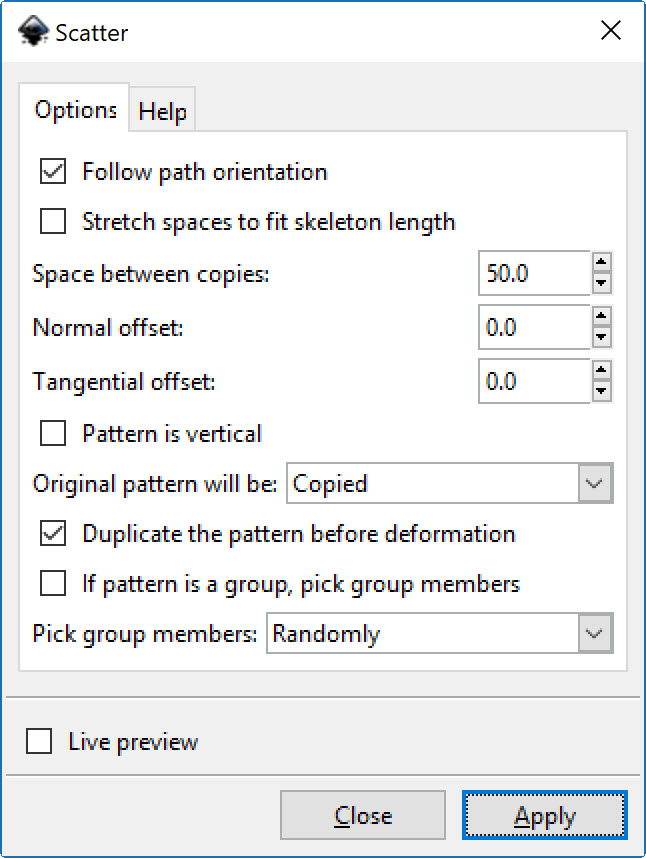 Scatter
Options Help
Follow path orientation
Stretch spaces to fit skeleton length
Space between copies: 50.0
Normal offset: 0.0
Tangential offset: 0.0
Pattern is vertical
Original pattern will be: Copied
Duplicate the pattern before deformation
If pattern is a group, pick group members
Pick group members: Randomly
Live preview
Close Apply